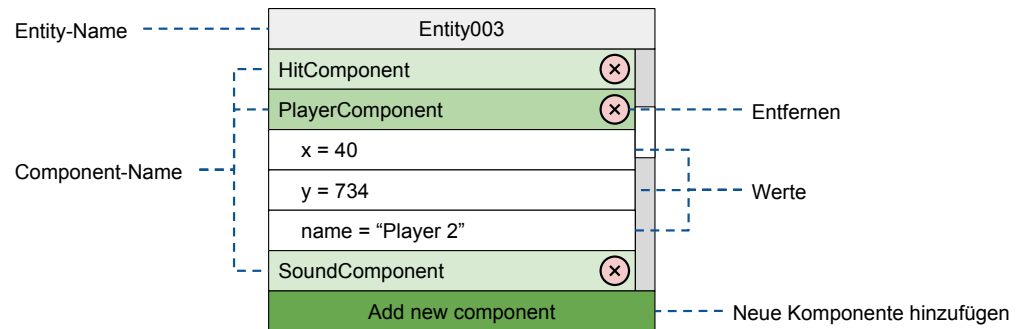 Entity-Name
Entity003
HitComponent
PlayerComponent
Entfernen
x = 40
Component-Name
y = 734
Werte
name = “Player 2”
SoundComponent
Add new component
Neue Komponente hinzufügen